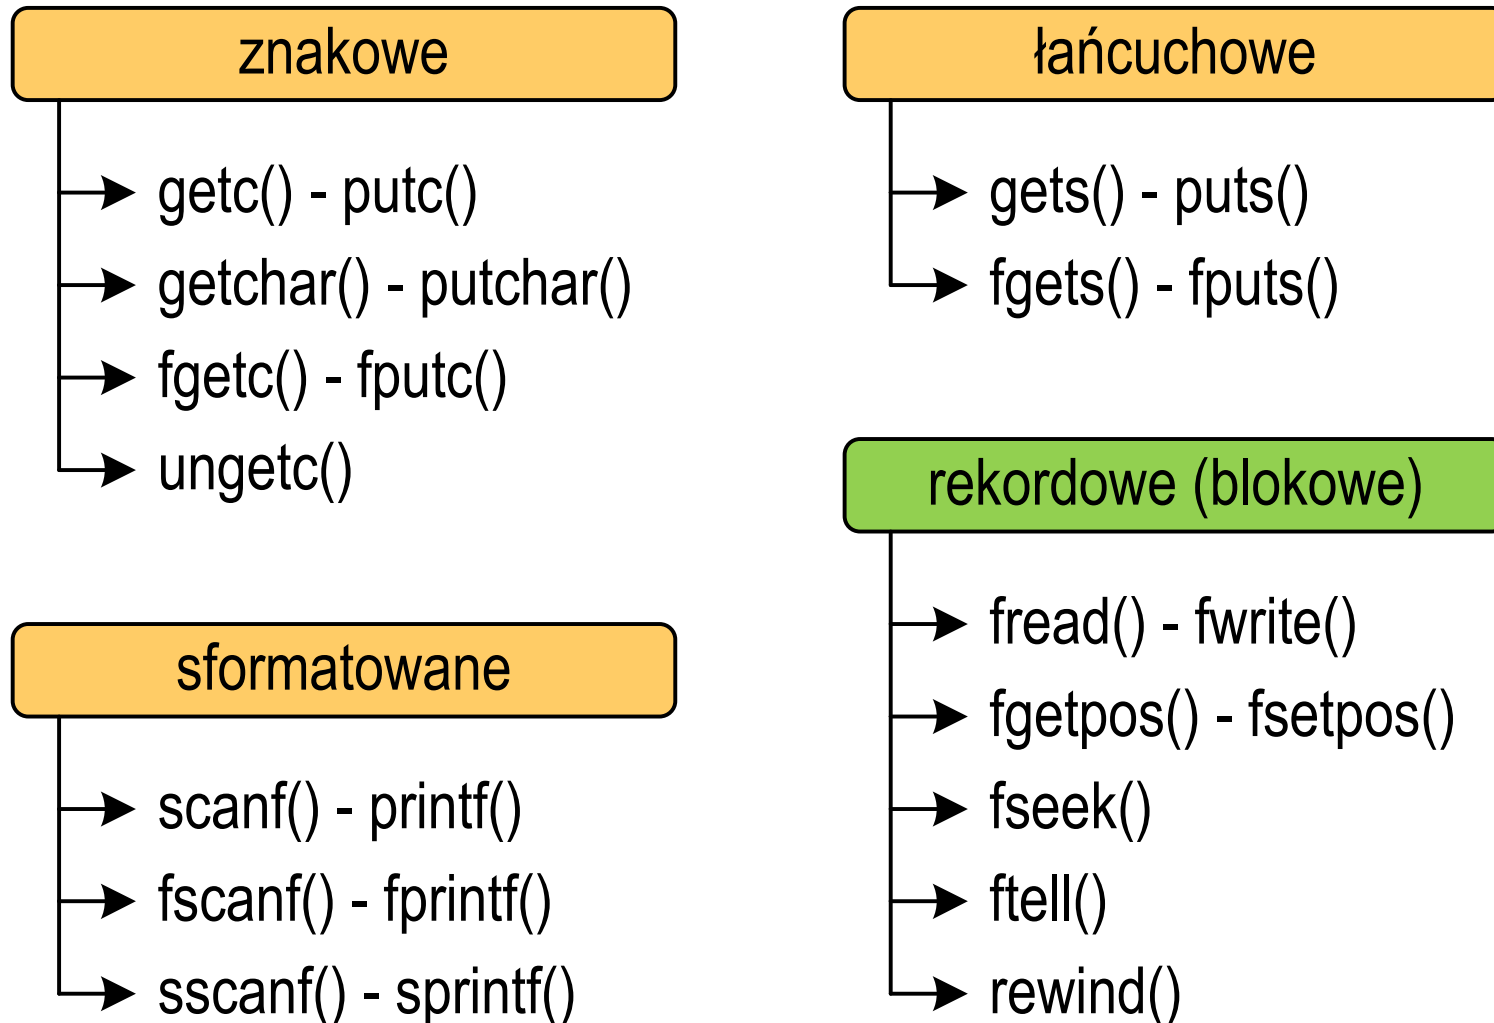 znakowe
getc() - putc()
getchar() - putchar()
fgetc() - fputc()
ungetc()
sformatowane
scanf() - printf()
fscanf() - fprintf()
sscanf() - sprintf()
łańcuchowe
gets() - puts()
fgets() - fputs()
rekordowe (blokowe)
fread() - fwrite()
fgetpos() - fsetpos()
fseek()
ftell()
rewind()